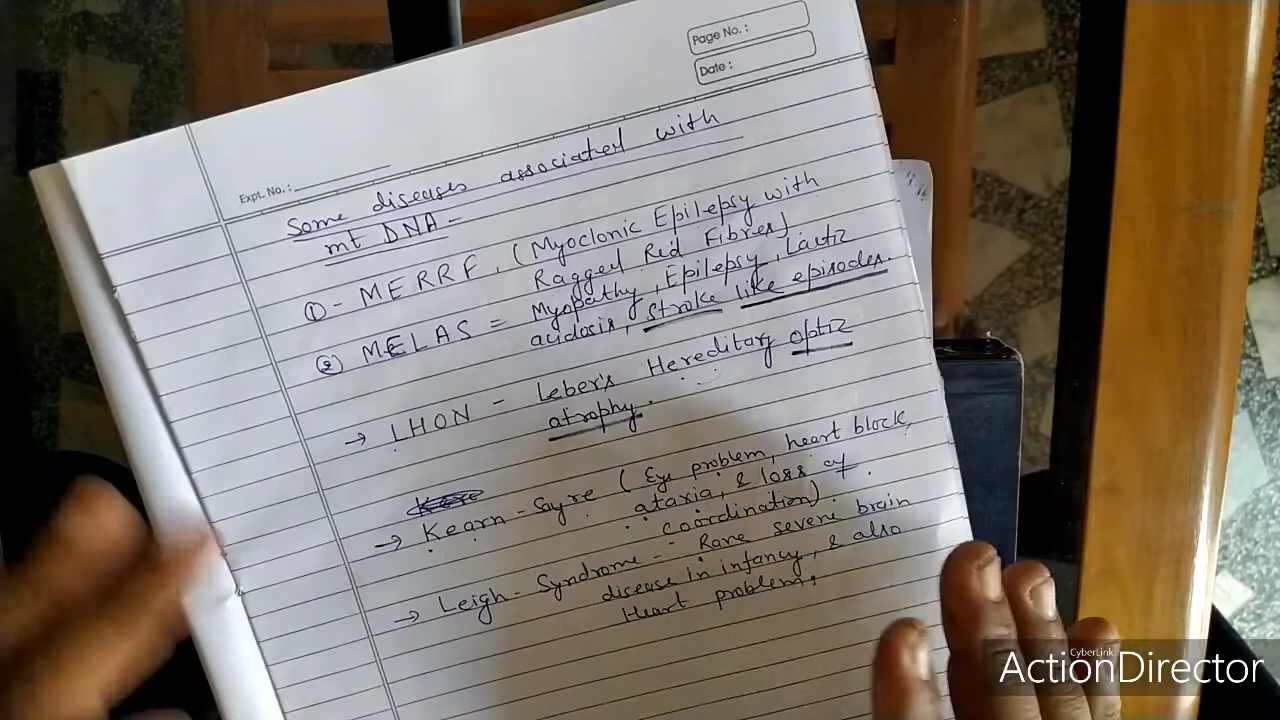 Page No. :
Date :
Expt. No. :
Some diseases associated with
mt DNA -
① - MERRF, (Myoclonic Epilepsy with
Ragged Red Fibres)
② MELAS = Myopathy, Epilepsy, Lactic
acidosis, stroke like episodes.
→ LHON - Leber's Hereditary optic
atrophy.
→ Kearn - Sayre (Eye problem, heart block,
ataxia, & loss of
coordination).
→ Leigh - Syndrome - Rare severe brain
disease in infancy, & also
Heart problem.
CyberLink
ActionDirector